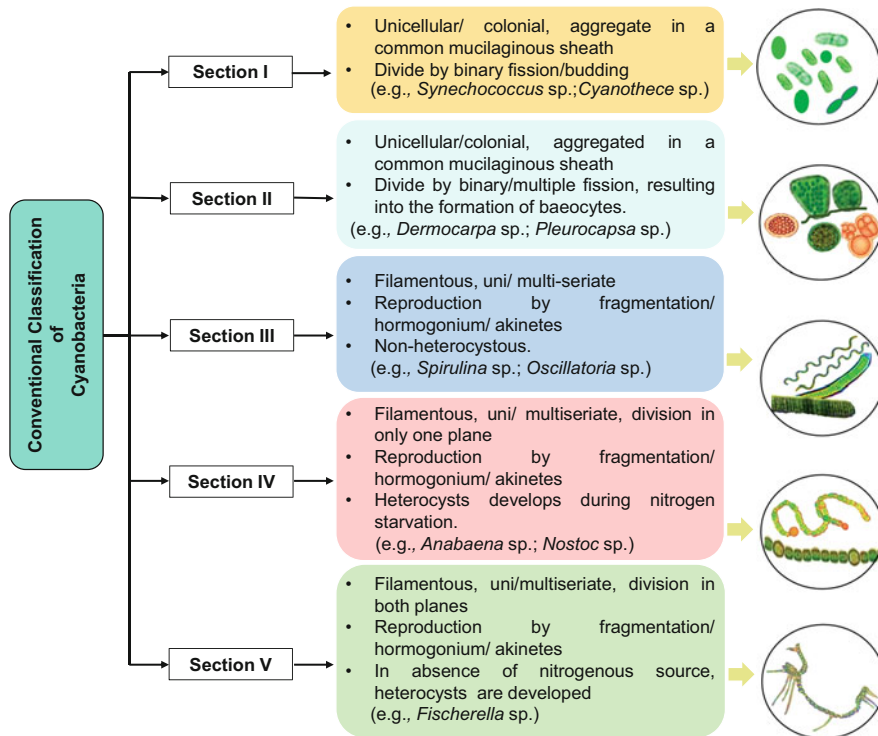 Conventional Classification
of
Cyanobacteria
Section I
• Unicellular/ colonial, aggregate in a
common mucilaginous sheath
• Divide by binary fission/budding
(e.g., Synechococcus sp.;Cyanothece sp.)
Section II
• Unicellular/colonial, aggregated in a
common mucilaginous sheath
• Divide by binary/multiple fission, resulting
into the formation of baeocytes.
(e.g., Dermocarpa sp.; Pleurocapsa sp.)
Section III
• Filamentous, uni/ multi-seriate
• Reproduction by fragmentation/
hormogonium/ akinetes
• Non-heterocystous.
(e.g., Spirulina sp.; Oscillatoria sp.)
Section IV
• Filamentous, uni/ multiseriate, division in
only one plane
• Reproduction by fragmentation/
hormogonium/ akinetes
• Heterocysts develops during nitrogen
starvation.
(e.g., Anabaena sp.; Nostoc sp.)
Section V
• Filamentous, uni/multiseriate, division in
both planes
• Reproduction by fragmentation/
hormogonium/ akinetes
• In absence of nitrogenous source,
heterocysts are developed
(e.g., Fischerella sp.)